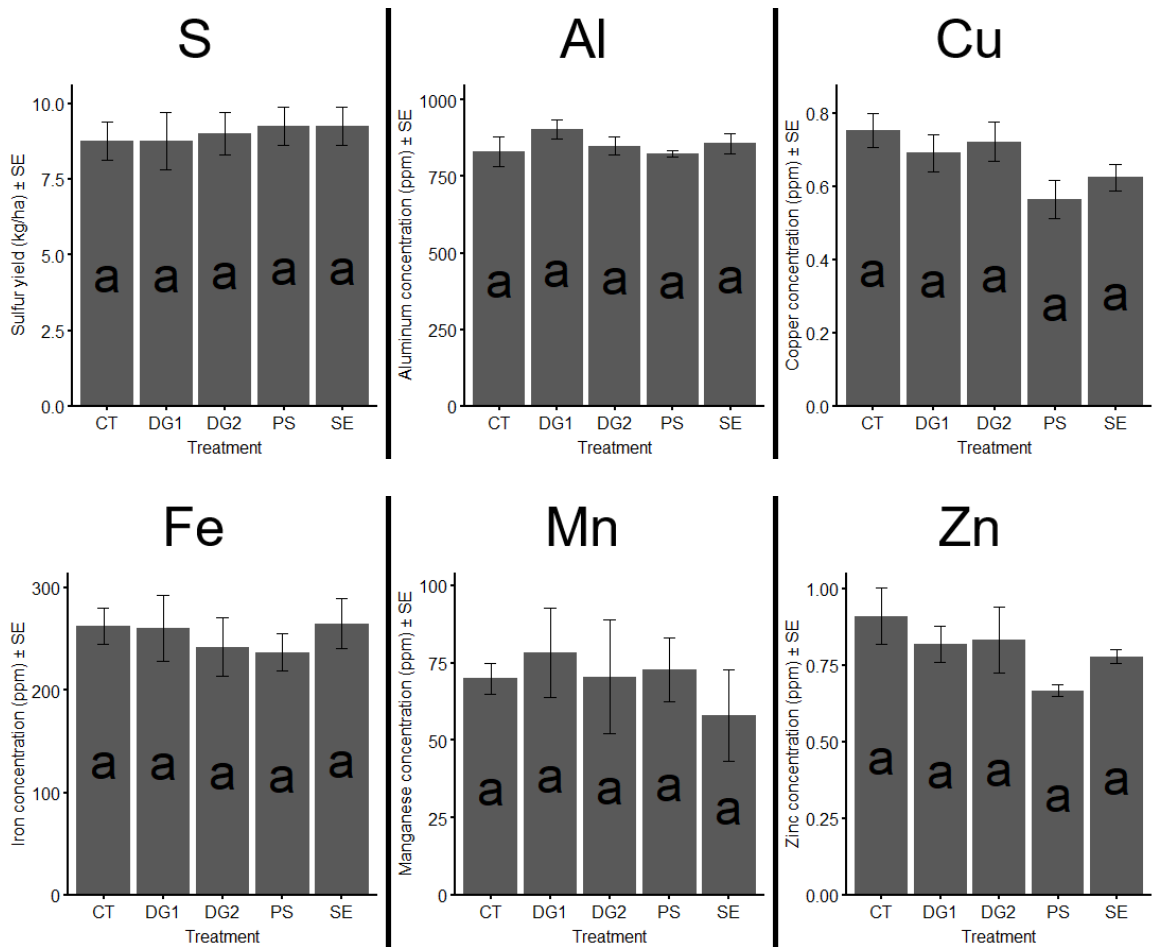 S
Sulfur yield (kg/ha) ± SE
10.0
7.5
5.0
2.5
0.0
a a a a a
CT DG1 DG2 PS SE
Treatment
Al
Aluminum concentration (ppm) ± SE
1000
750
500
250
0
a a a a a
CT DG1 DG2 PS SE
Treatment
Cu
Copper concentration (ppm) ± SE
0.8
0.6
0.4
0.2
0.0
a a a a a
CT DG1 DG2 PS SE
Treatment
Fe
Iron concentration (ppm) ± SE
300
200
100
0
a a a a a
CT DG1 DG2 PS SE
Treatment
Mn
Manganese concentration (ppm) ± SE
100
75
50
25
0
a a a a a
CT DG1 DG2 PS SE
Treatment
Zn
Zinc concentration (ppm) ± SE
1.00
0.75
0.50
0.25
0.00
a a a a a
CT DG1 DG2 PS SE
Treatment